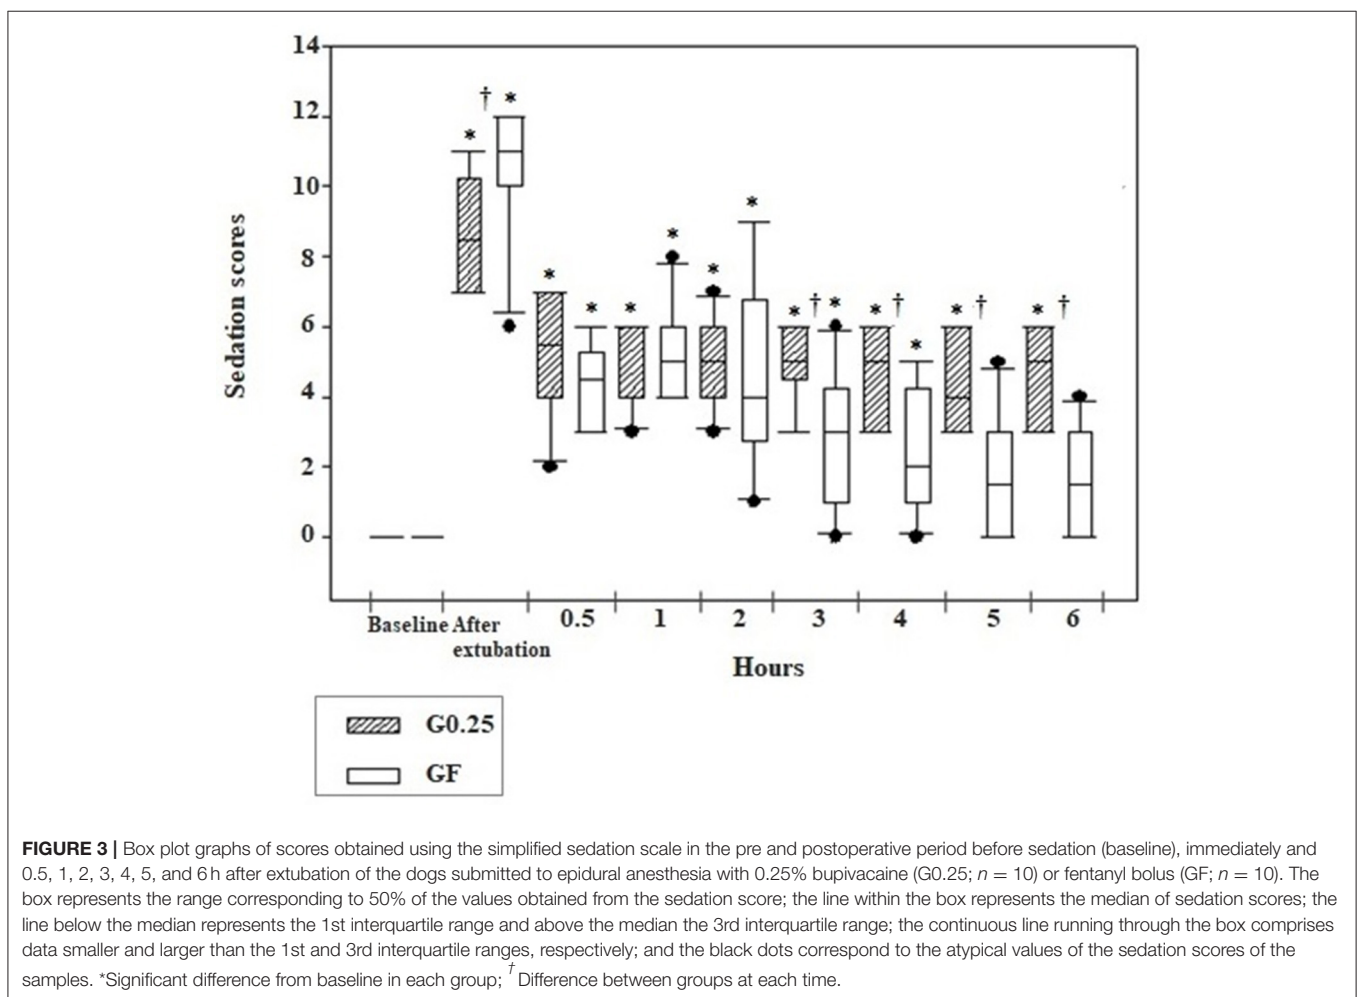 14
12
10
8
6
4
2
0
Sedation scores
† *
*
*
*
*
*
*
*
* † *
* †
*
* †
* †
Baseline After extubation 0.5 1 2 3 4 5 6
Hours
G0.25
GF
FIGURE 3 | Box plot graphs of scores obtained using the simplified sedation scale in the pre and postoperative period before sedation (baseline), immediately and
0.5, 1, 2, 3, 4, 5, and 6 h after extubation of the dogs submitted to epidural anesthesia with 0.25% bupivacaine (G0.25; n = 10) or fentanyl bolus (GF; n = 10). The
box represents the range corresponding to 50% of the values obtained from the sedation score; the line within the box represents the median of sedation scores; the
line below the median represents the 1st interquartile range and above the median the 3rd interquartile range; the continuous line running through the box comprises
data smaller and larger than the 1st and 3rd interquartile ranges, respectively; and the black dots correspond to the atypical values of the sedation scores of the
samples. *Significant difference from baseline in each group; †Difference between groups at each time.